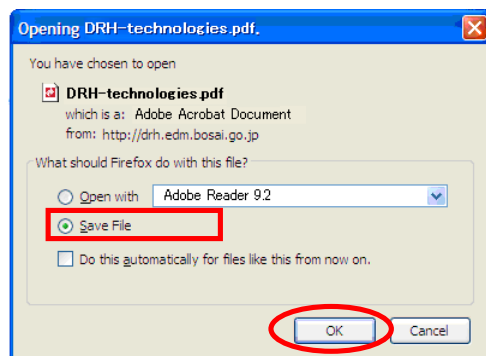 Opening DRH-technologies.pdf.
You have chosen to open
DRH-technologies.pdf
which is a: Adobe Acrobat Document
from: http://drh.edm.bosai.go.jp
What should Firefox do with this file?
Open with Adobe Reader 9.2
Save File
Do this automatically for files like this from now on.
OK Cancel